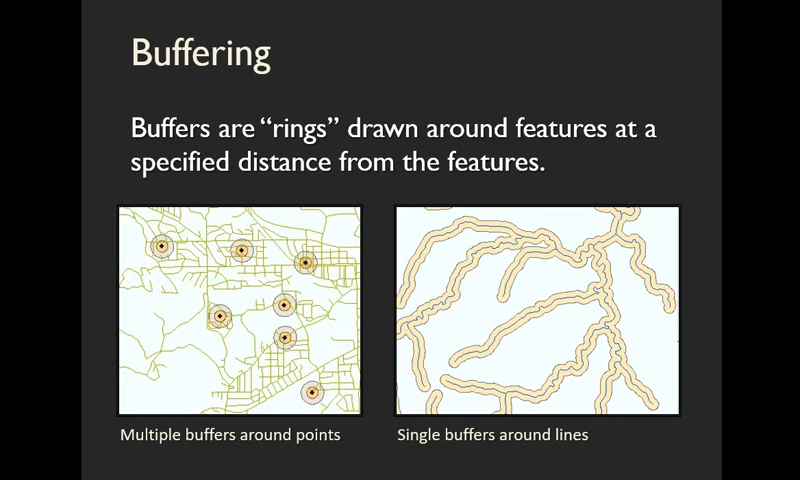 Buffering
Buffers are “rings” drawn around features at a
specified distance from the features.
Multiple buffers around points
Single buffers around lines